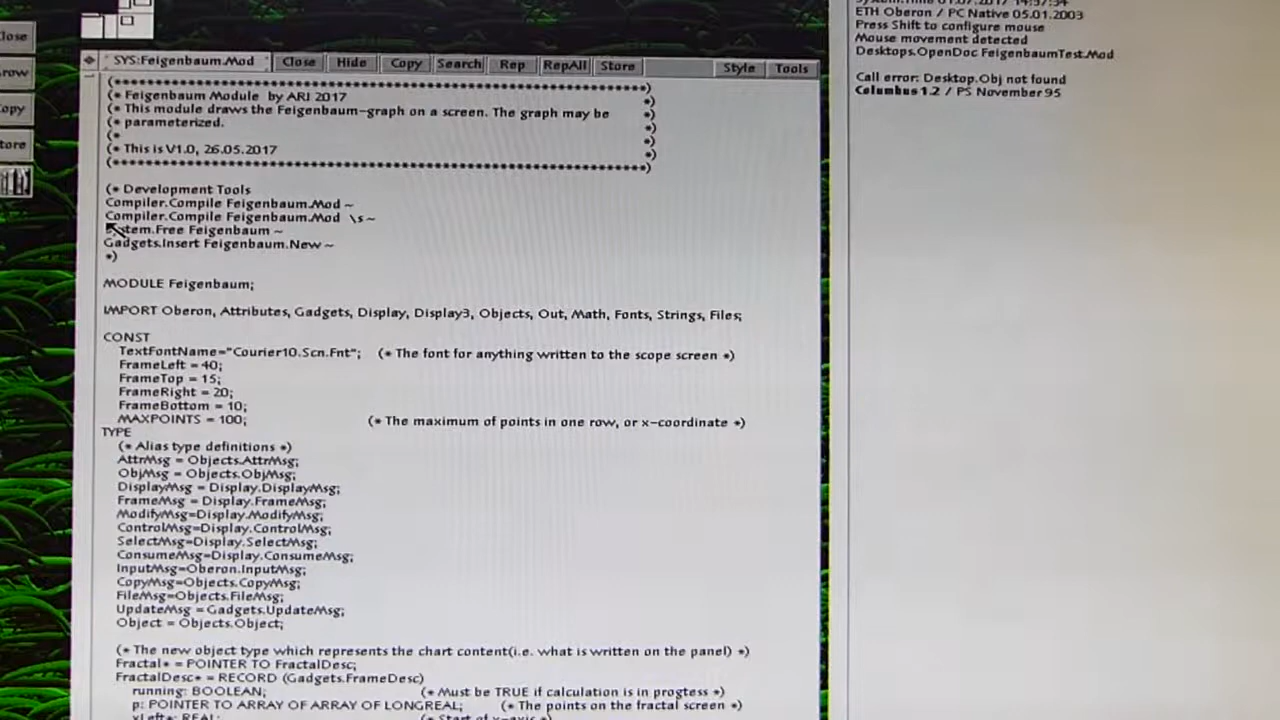 lose
row
opy
tore
SYS:Feigenbaum.Mod Close Hide Copy Search Rep RepAll Store Style Tools
(*****************************************************************)
(* Feigenbaum Module by ARI 2017 *)
(* This module draws the Feigenbaum-graph on a screen. The graph may be *)
(* parameterized. *)
(* *)
(* This is V1.0, 26.05.2017 *)
(*****************************************************************)
(* Development Tools
Compiler.Compile Feigenbaum.Mod ~
Compiler.Compile Feigenbaum.Mod \s ~
stem.Free Feigenbaum ~
Gadgets.Insert Feigenbaum.New ~
*)
MODULE Feigenbaum;
IMPORT Oberon, Attributes, Gadgets, Display, Display3, Objects, Out, Math, Fonts, Strings, Files;
CONST
TextFontName="Courier10.Scn.Fnt"; (* The font for anything written to the scope screen *)
FrameLeft = 40;
FrameTop = 15;
FrameRight = 20;
FrameBottom = 10;
MAXPOINTS = 100; (* The maximum of points in one row, or x-coordinate *)
TYPE
(* Alias type definitions *)
AttrMsg = Objects.AttrMsg;
ObjMsg = Objects.ObjMsg;
DisplayMsg = Display.DisplayMsg;
FrameMsg = Display.FrameMsg;
ModifyMsg=Display.ModifyMsg;
ControlMsg=Display.ControlMsg;
SelectMsg=Display.SelectMsg;
ConsumeMsg=Display.ConsumeMsg;
InputMsg=Oberon.InputMsg;
CopyMsg=Objects.CopyMsg;
FileMsg=Objects.FileMsg;
UpdateMsg = Gadgets.UpdateMsg;
Object = Objects.Object;
(* The new object type which represents the chart content(i.e. what is written on the panel) *)
Fractal* = POINTER TO FractalDesc;
FractalDesc* = RECORD (Gadgets.FrameDesc)
running: BOOLEAN; (* Must be TRUE if calculation is in progtess *)
p: POINTER TO ARRAY OF ARRAY OF LONGREAL; (* The points on the fractal screen *)
xLeft*: REAL; (* Start of x-axis *)
ETH Oberon / PC Native 05.01.2003
Press Shift to configure mouse
Mouse movement detected
Desktops.OpenDoc FeigenbaumTest.Mod
Call error: Desktop.Obj not found
Columbus 1.2 / PS November 95